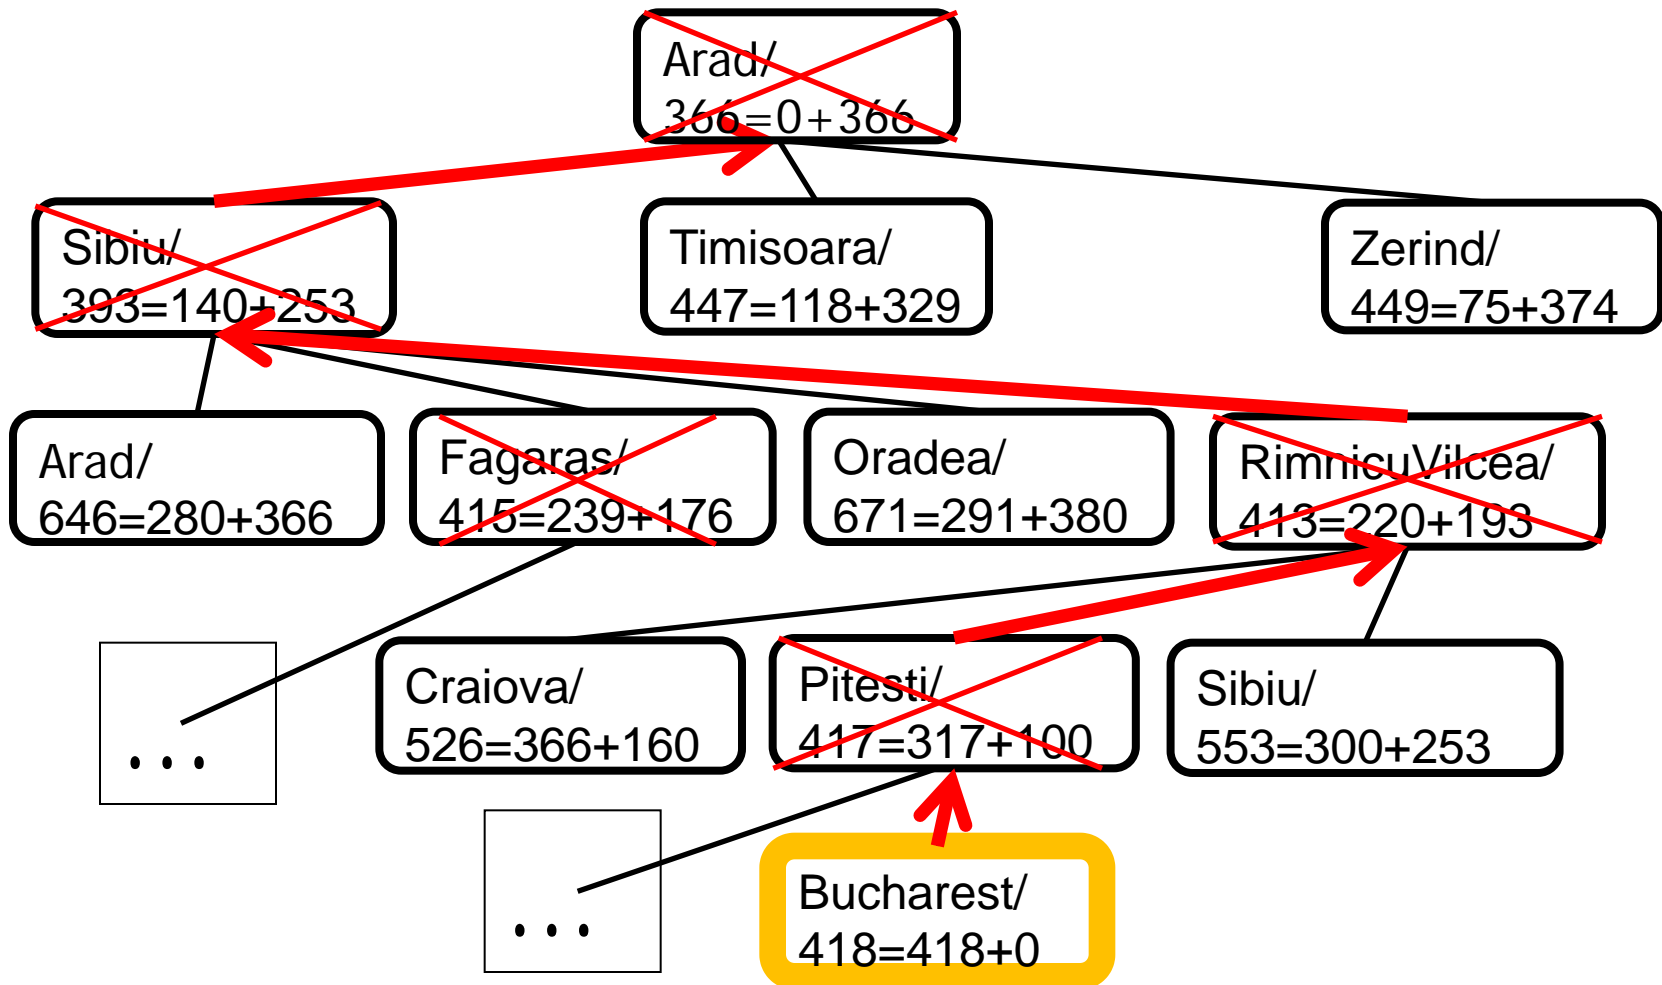 Arad/
366=0+366
Sibiu/
393=140+253
Timisoara/
447=118+329
Zerind/
449=75+374
Arad/
646=280+366
Fagaras/
415=239+176
Oradea/
671=291+380
RimnicuVilcea/
413=220+193
...
Craiova/
526=366+160
Pitesti/
417=317+100
Sibiu/
553=300+253
...
Bucharest/
418=418+0